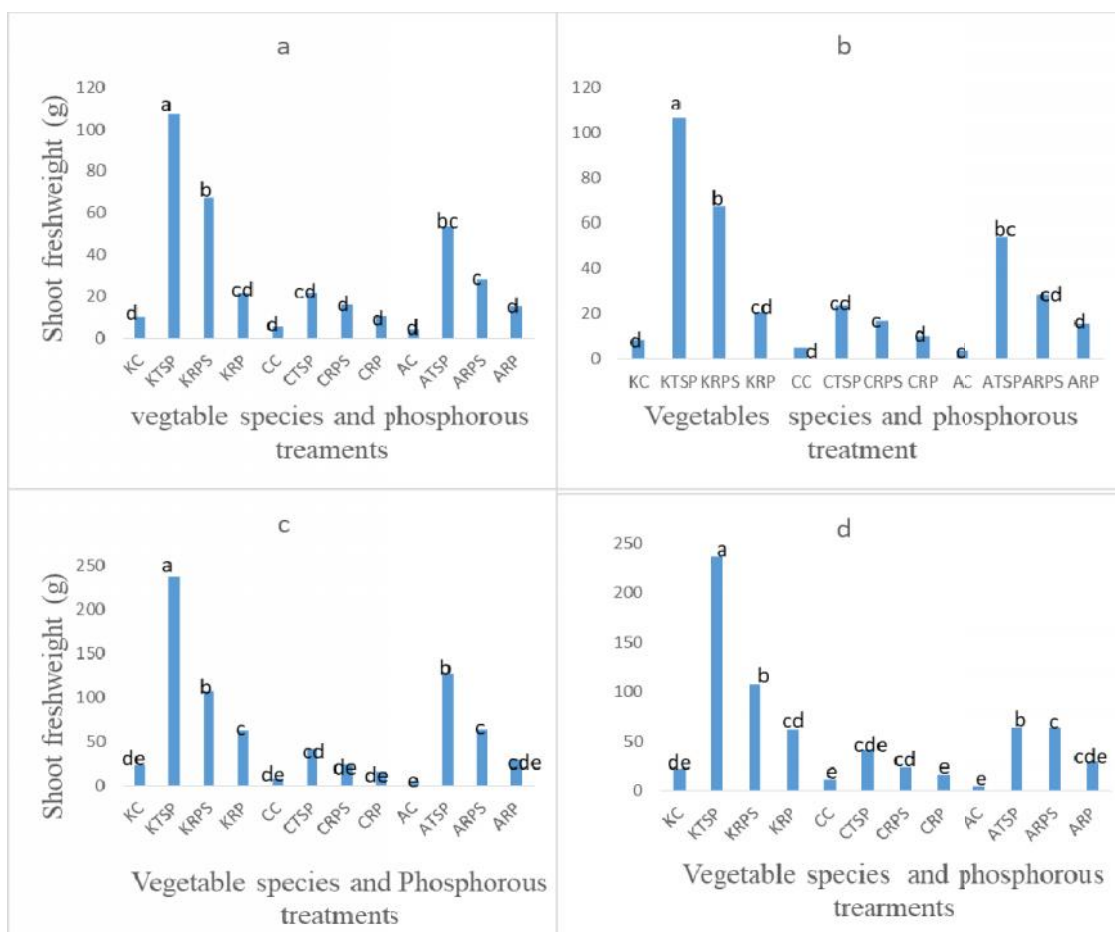 a
Shoot freshweight (g)
120
100
80
60
40
20
0
d a b cd d cd d d d bc c d
KC KTSP KRPS KRP CC CTSP CRPS CRP AC ATSP ARPS ARP
vegtable species and phosphorous
treaments
b
120
100
80
60
40
20
0
d a b cd d cd c d d bc cd d
KC KTSP KRPS KRP CC CTSP CRPS CRP AC ATSP ARPS ARP
Vegetables species and phosphorous
treatment
c
Shoot freshweight (g)
250
200
150
100
50
0
de a b c de cd de de e b c cde
KC KTSP KRPS KRP CC CTSP CRPS CRP AC ATSP ARPS ARP
Vegetable species and Phosphorous
treatments
d
250
200
150
100
50
0
de a b cd e cde cd e e b c cde
KC KTSP KRPS KRP CC CTSP CRPS CRP AC ATSP ARPS ARP
Vegetable species and phosphorous
trearments